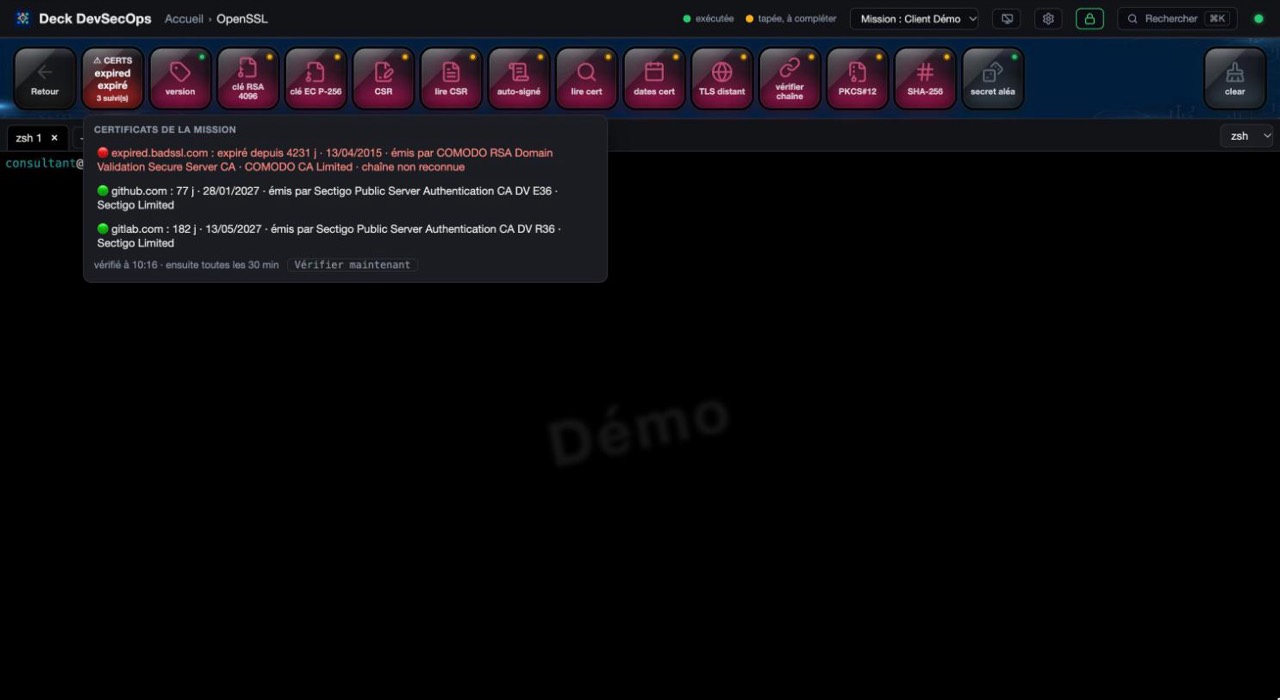 Deck DevSecOps Accueil › OpenSSL exécutée tapée, à compléter Mission : Client Démo Rechercher ⌘K
Retour
⚠ CERTS
expired
expiré
3 suivi(s)
version
clé RSA
4096
clé EC P-256
CSR
lire CSR
auto-signé
lire cert
dates cert
TLS distant
vérifier
chaîne
PKCS#12
SHA-256
secret aléa
clear
zsh 1 ×
zsh
consultant@
CERTIFICATS DE LA MISSION
expired.badssl.com : expiré depuis 4231 j · 13/04/2015 · émis par COMODO RSA Domain
Validation Secure Server CA · COMODO CA Limited · chaîne non reconnue
github.com : 77 j · 28/01/2027 · émis par Sectigo Public Server Authentication CA DV E36 ·
Sectigo Limited
gitlab.com : 182 j · 13/05/2027 · émis par Sectigo Public Server Authentication CA DV R36 ·
Sectigo Limited
vérifié à 10:16 · ensuite toutes les 30 min Vérifier maintenant
Démo